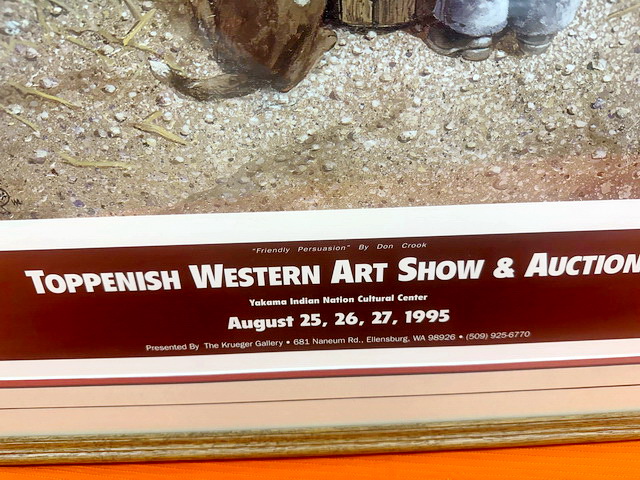 "Friendly Persuasion" By Don Crook
TOPPENISH WESTERN ART SHOW & AUCTION
Yakama Indian Nation Cultural Center
August 25, 26, 27, 1995
Presented By The Krueger Gallery • 681 Naneum Rd., Ellensburg, WA 98926 • (509) 925-6770